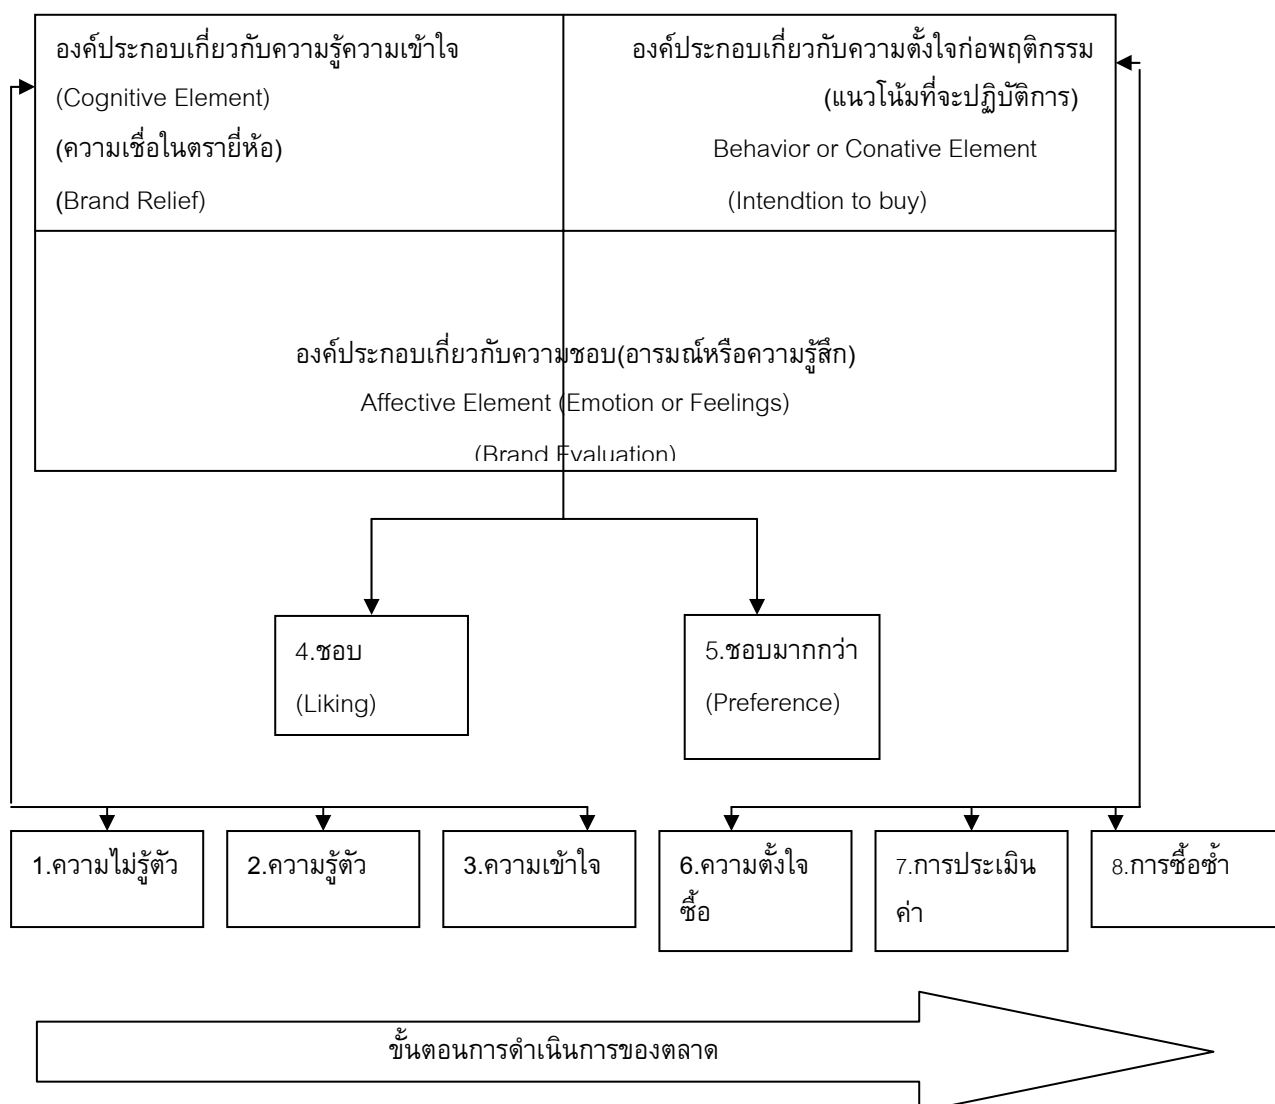 องค์ประกอบเกี่ยวกับความรู้ความเข้าใจ
(Cognitive Element)
(ความเชื่อในตรายี่ห้อ)
(Brand Relief)
องค์ประกอบเกี่ยวกับความตั้งใจก่อพฤติกรรม
(แนวโน้มที่จะปฏิบัติการ)
Behavior or Conative Element
(Intendtion to buy)
องค์ประกอบเกี่ยวกับความชอบ(อารมณ์หรือความรู้สึก)
Affective Element (Emotion or Feelings)
(Brand Evaluation)
4.ชอบ
(Liking)
5.ชอบมากกว่า
(Preference)
1.ความไม่รู้ตัว
2.ความรู้ตัว
3.ความเข้าใจ
6.ความตั้งใจ
ซื้อ
7.การประเมิน
ค่า
8.การซื้อซ้ำ
ขั้นตอนการดำเนินการของตลาด